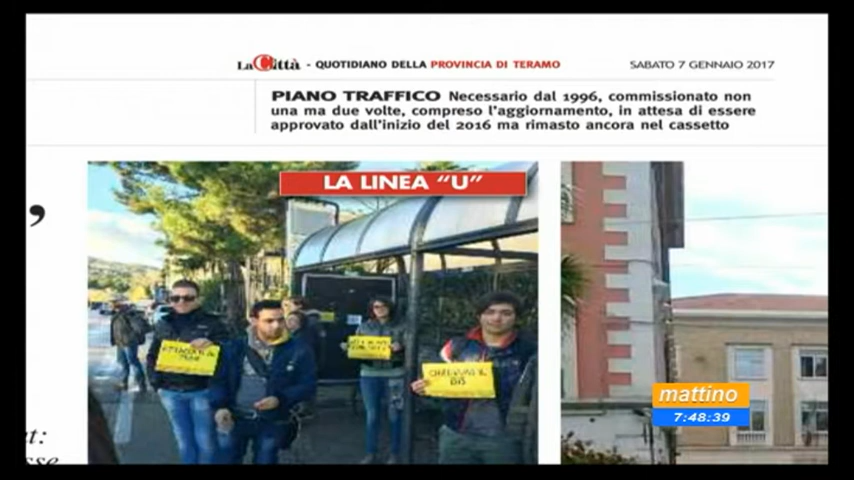 La Città - QUOTIDIANO DELLA PROVINCIA DI TERAMO
SABATO 7 GENNAIO 2017
PIANO TRAFFICO Necessario dal 1996, commissionato non
una ma due volte, compreso l'aggiornamento, in attesa di essere
approvato dall'inizio del 2016 ma rimasto ancora nel cassetto
LA LINEA "U"
mattino
7:48:39